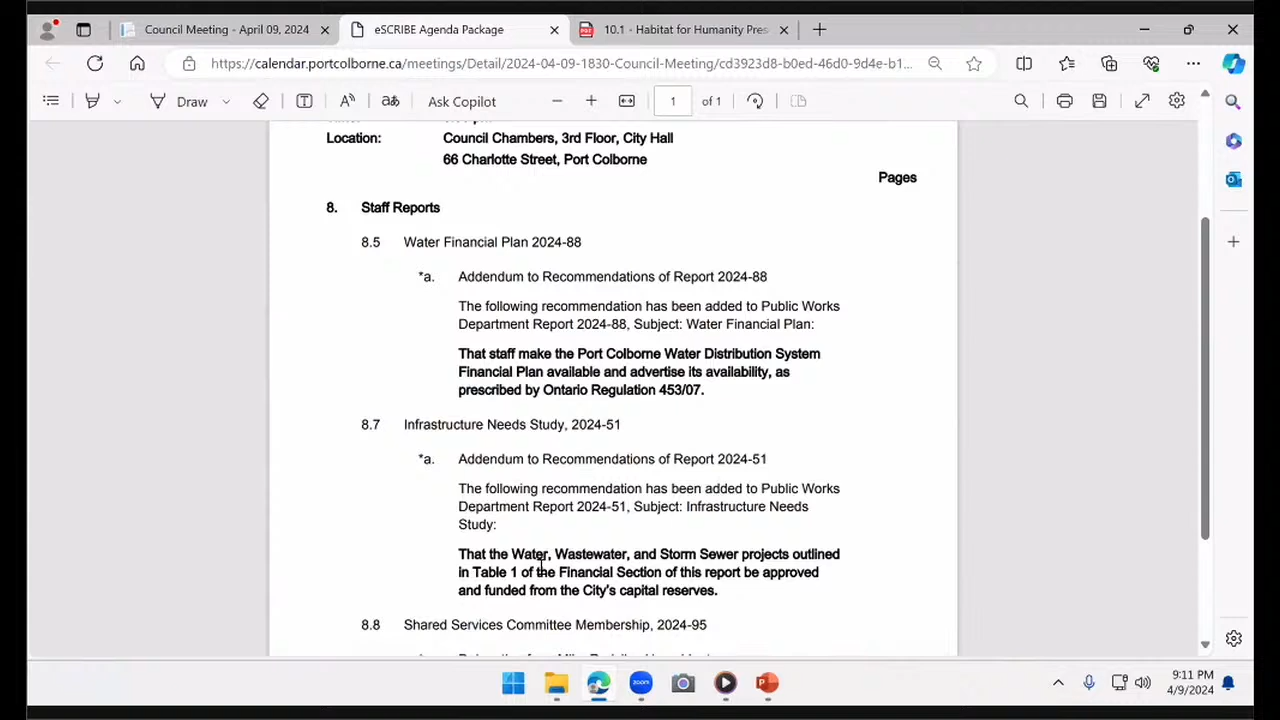 Council Meeting - April 09, 2024
eSCRIBE Agenda Package
10.1 - Habitat for Humanity Pres
https://calendar.portcolborne.ca/meetings/Detail/2024-04-09-1830-Council-Meeting/cd3923d8-b0ed-46d0-9d4e-b1...
Draw
Ask Copilot
1 of 1
Location: Council Chambers, 3rd Floor, City Hall
66 Charlotte Street, Port Colborne
Pages
8. Staff Reports
8.5 Water Financial Plan 2024-88
*a. Addendum to Recommendations of Report 2024-88
The following recommendation has been added to Public Works
Department Report 2024-88, Subject: Water Financial Plan:
That staff make the Port Colborne Water Distribution System
Financial Plan available and advertise its availability, as
prescribed by Ontario Regulation 453/07.
8.7 Infrastructure Needs Study, 2024-51
*a. Addendum to Recommendations of Report 2024-51
The following recommendation has been added to Public Works
Department Report 2024-51, Subject: Infrastructure Needs
Study:
That the Water, Wastewater, and Storm Sewer projects outlined
in Table 1 of the Financial Section of this report be approved
and funded from the City's capital reserves.
8.8 Shared Services Committee Membership, 2024-95
zoom
9:11 PM
4/9/2024